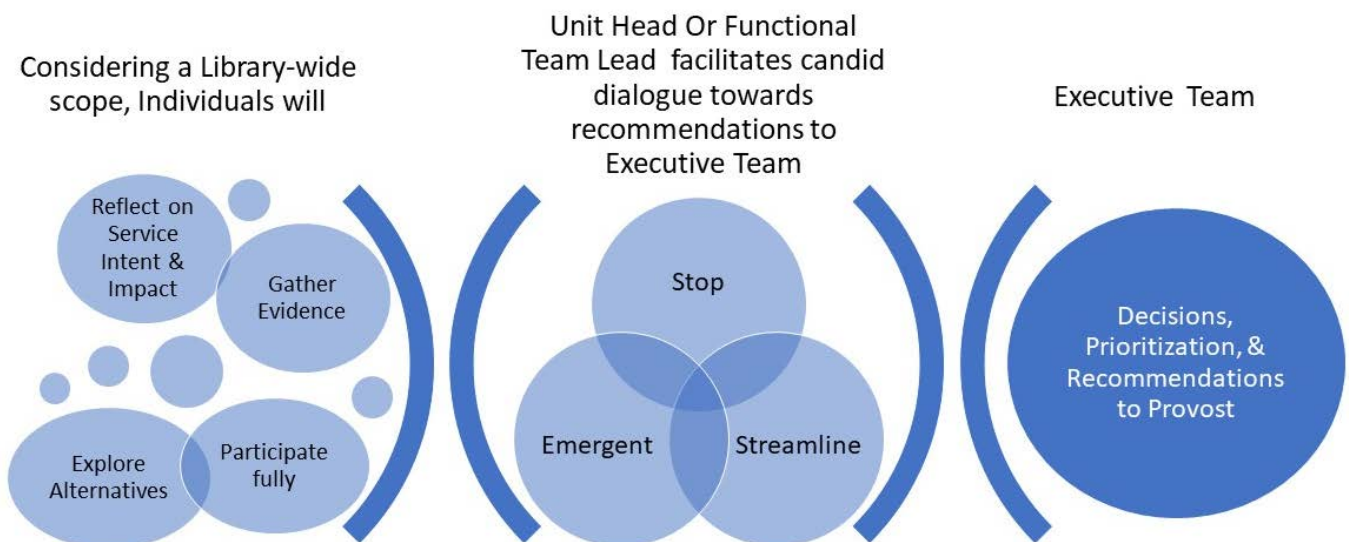 Considering a Library-wide
scope, Individuals will
Reflect on
Service
Intent &
Impact
Gather
Evidence
Explore
Alternatives
Participate
fully
Unit Head Or Functional
Team Lead facilitates candid
dialogue towards
recommendations to
Executive Team
Stop
Emergent
Streamline
Executive Team
Decisions,
Prioritization, &
Recommendations
to Provost